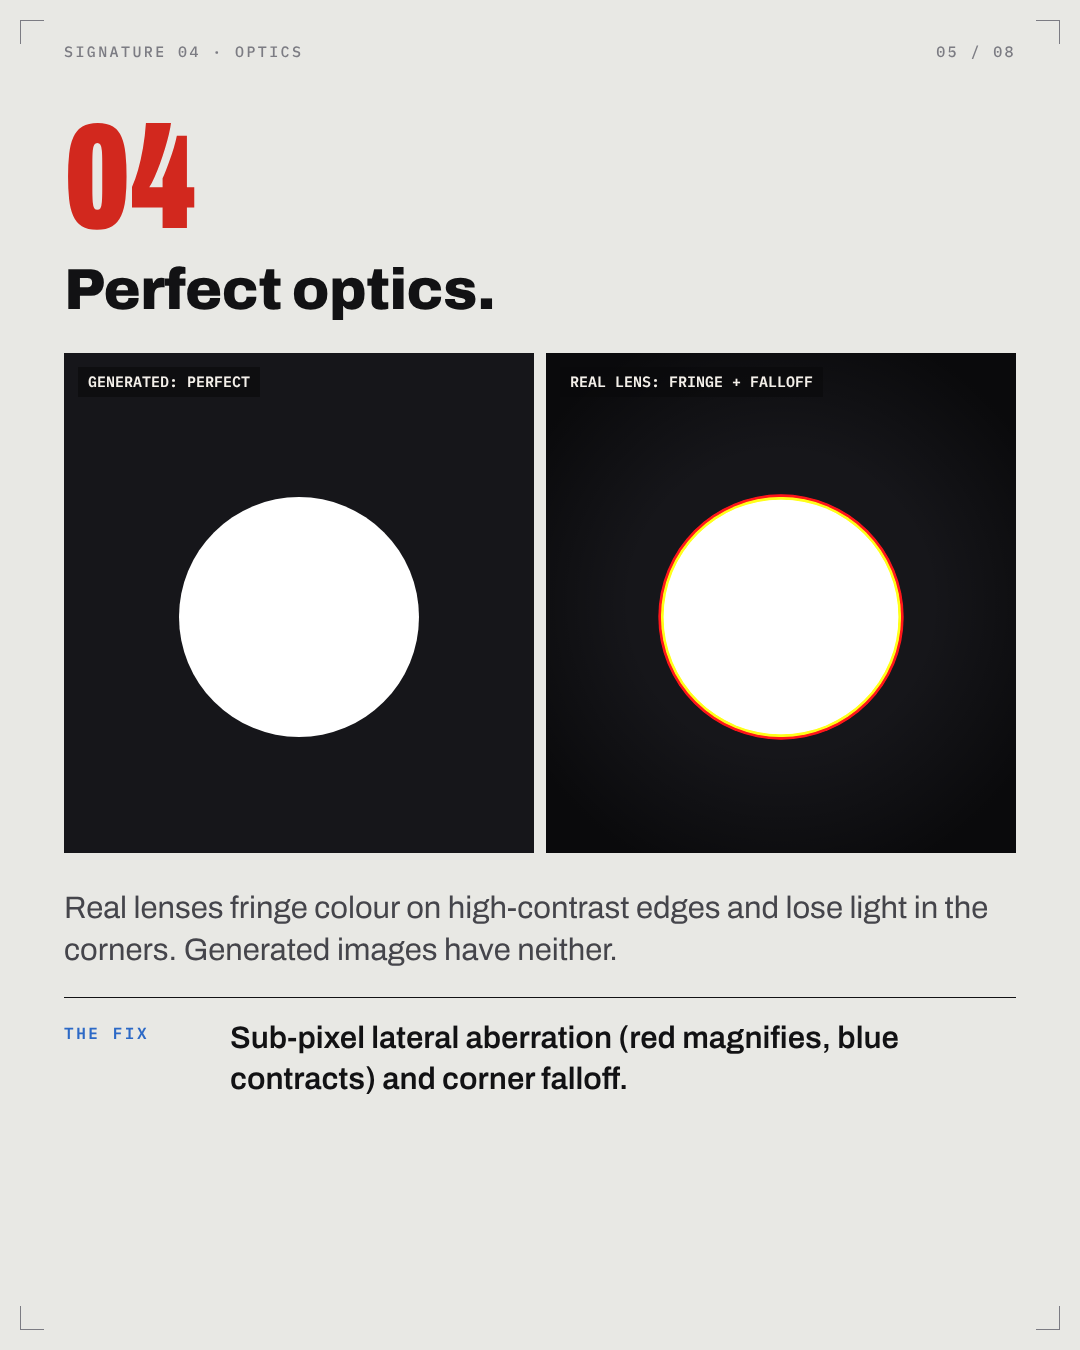 SIGNATURE 04 · OPTICS
05 / 08
04
Perfect optics.
GENERATED: PERFECT
REAL LENS: FRINGE + FALLOFF
Real lenses fringe colour on high-contrast edges and lose light in the
corners. Generated images have neither.
THE FIX
Sub-pixel lateral aberration (red magnifies, blue
contracts) and corner falloff.